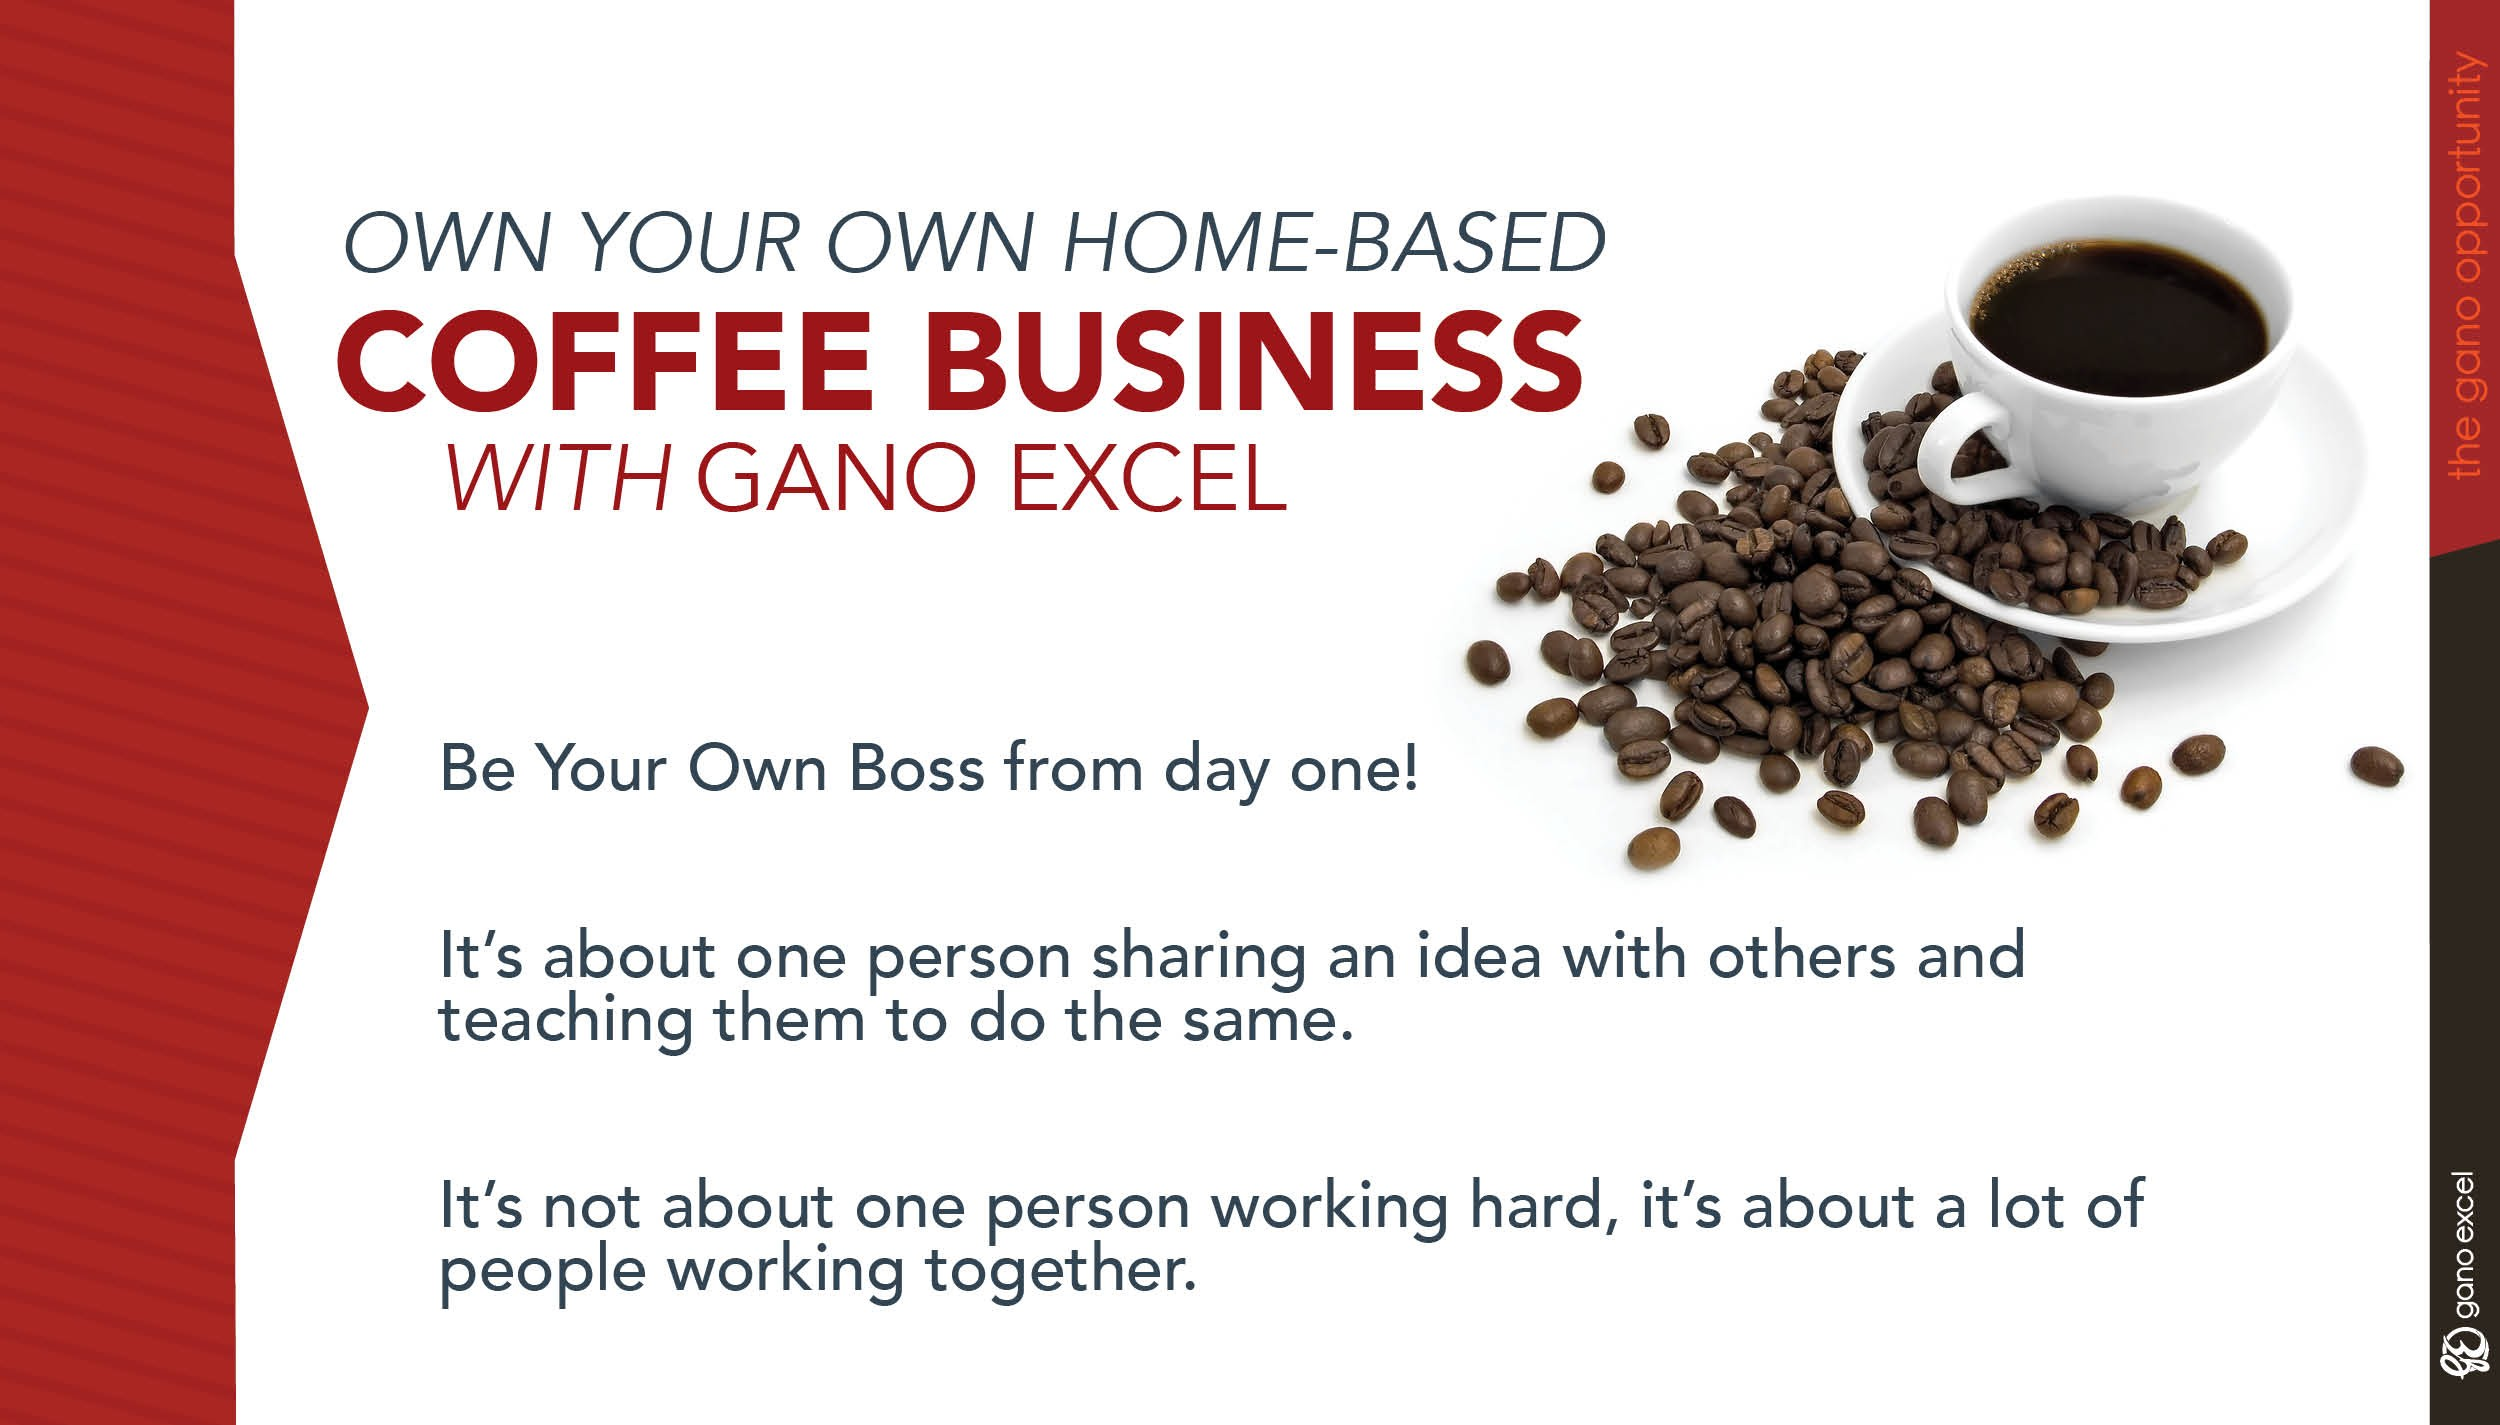 OWN YOUR OWN HOME-BASED
COFFEE BUSINESS
WITH GANO EXCEL
Be Your Own Boss from day one!
It's about one person sharing an idea with others and
teaching them to do the same.
It's not about one person working hard, it's about a lot of
people working together.
the gano opportunity
gano excel